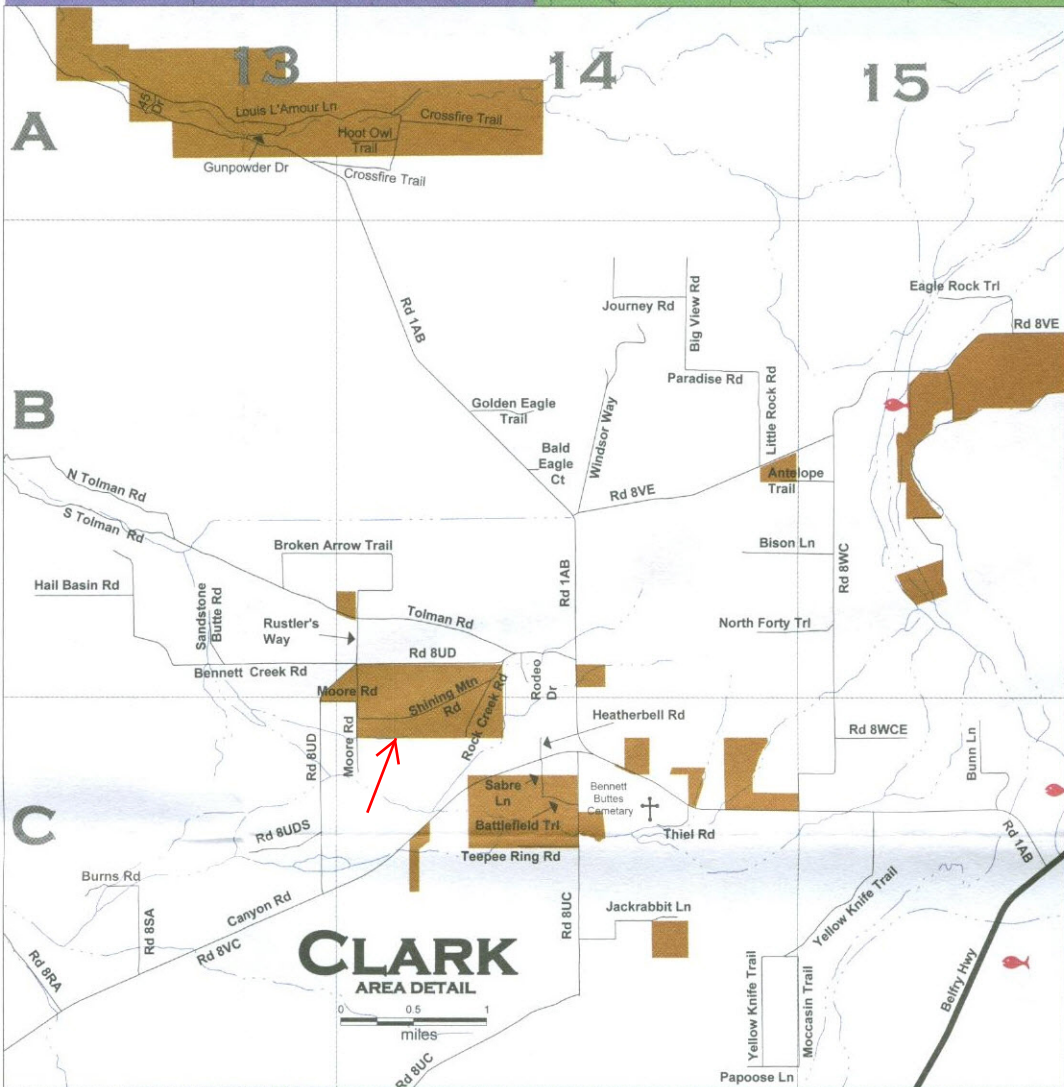 13
14
15
A
45
Dr
Louis L'Amour Ln
Crossfire Trail
Hoot Owl
Trail
Gunpowder Dr
Crossfire Trail
Rd 1AB
Journey Rd
Big View Rd
Eagle Rock Trl
Rd 8VE
Paradise Rd
Little Rock Rd
B
Golden Eagle
Trail
Windsor Way
Bald
Eagle
Ct
Antelope
Trail
N Tolman Rd
S Tolman Rd
Rd 8VE
Broken Arrow Trail
Bison Ln
Rd 8WC
Rd 1AB
Hail Basin Rd
Sandstone
Butte Rd
Rustler's
Way
Tolman Rd
North Forty Trl
Rd 8UD
Bennett Creek Rd
Moore Rd
Shining Mtn
Rd
Rock Creek Rd
Rodeo
Dr
Heatherbell Rd
Rd 8UD
Moore Rd
Rd 8WCE
Bunn Ln
C
Sabre
Ln
Bennett
Buttes
Cemetary
Battlefield Trl
Thiel Rd
Rd 1AB
Rd 8UDS
Teepee Ring Rd
Burns Rd
Rd 8SA
Canyon Rd
Rd 8VC
Rd 8UC
Jackrabbit Ln
Yellow Knife Trail
Rd 8RA
CLARK
AREA DETAIL
0 0.5 1
miles
Yellow Knife Trail
Moccasin Trail
Belfry Hwy
Rd 8UC
Papoose Ln